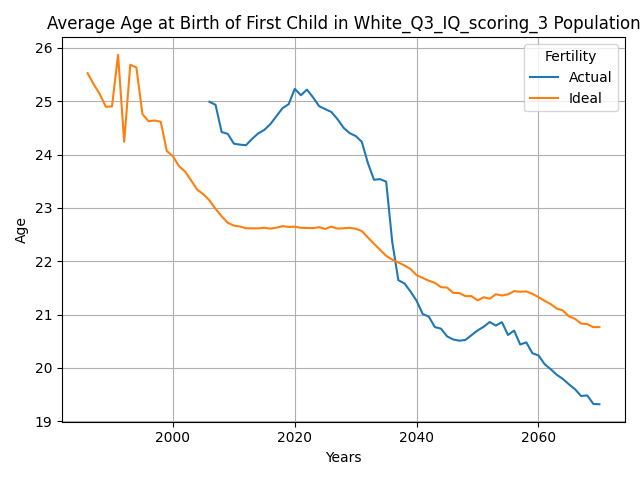 Average Age at Birth of First Child in White_Q3_IQ_scoring_3 Population
Fertility
Actual
Ideal
26
25
24
23
22
21
20
19
Age
2000
2020
2040
2060
Years